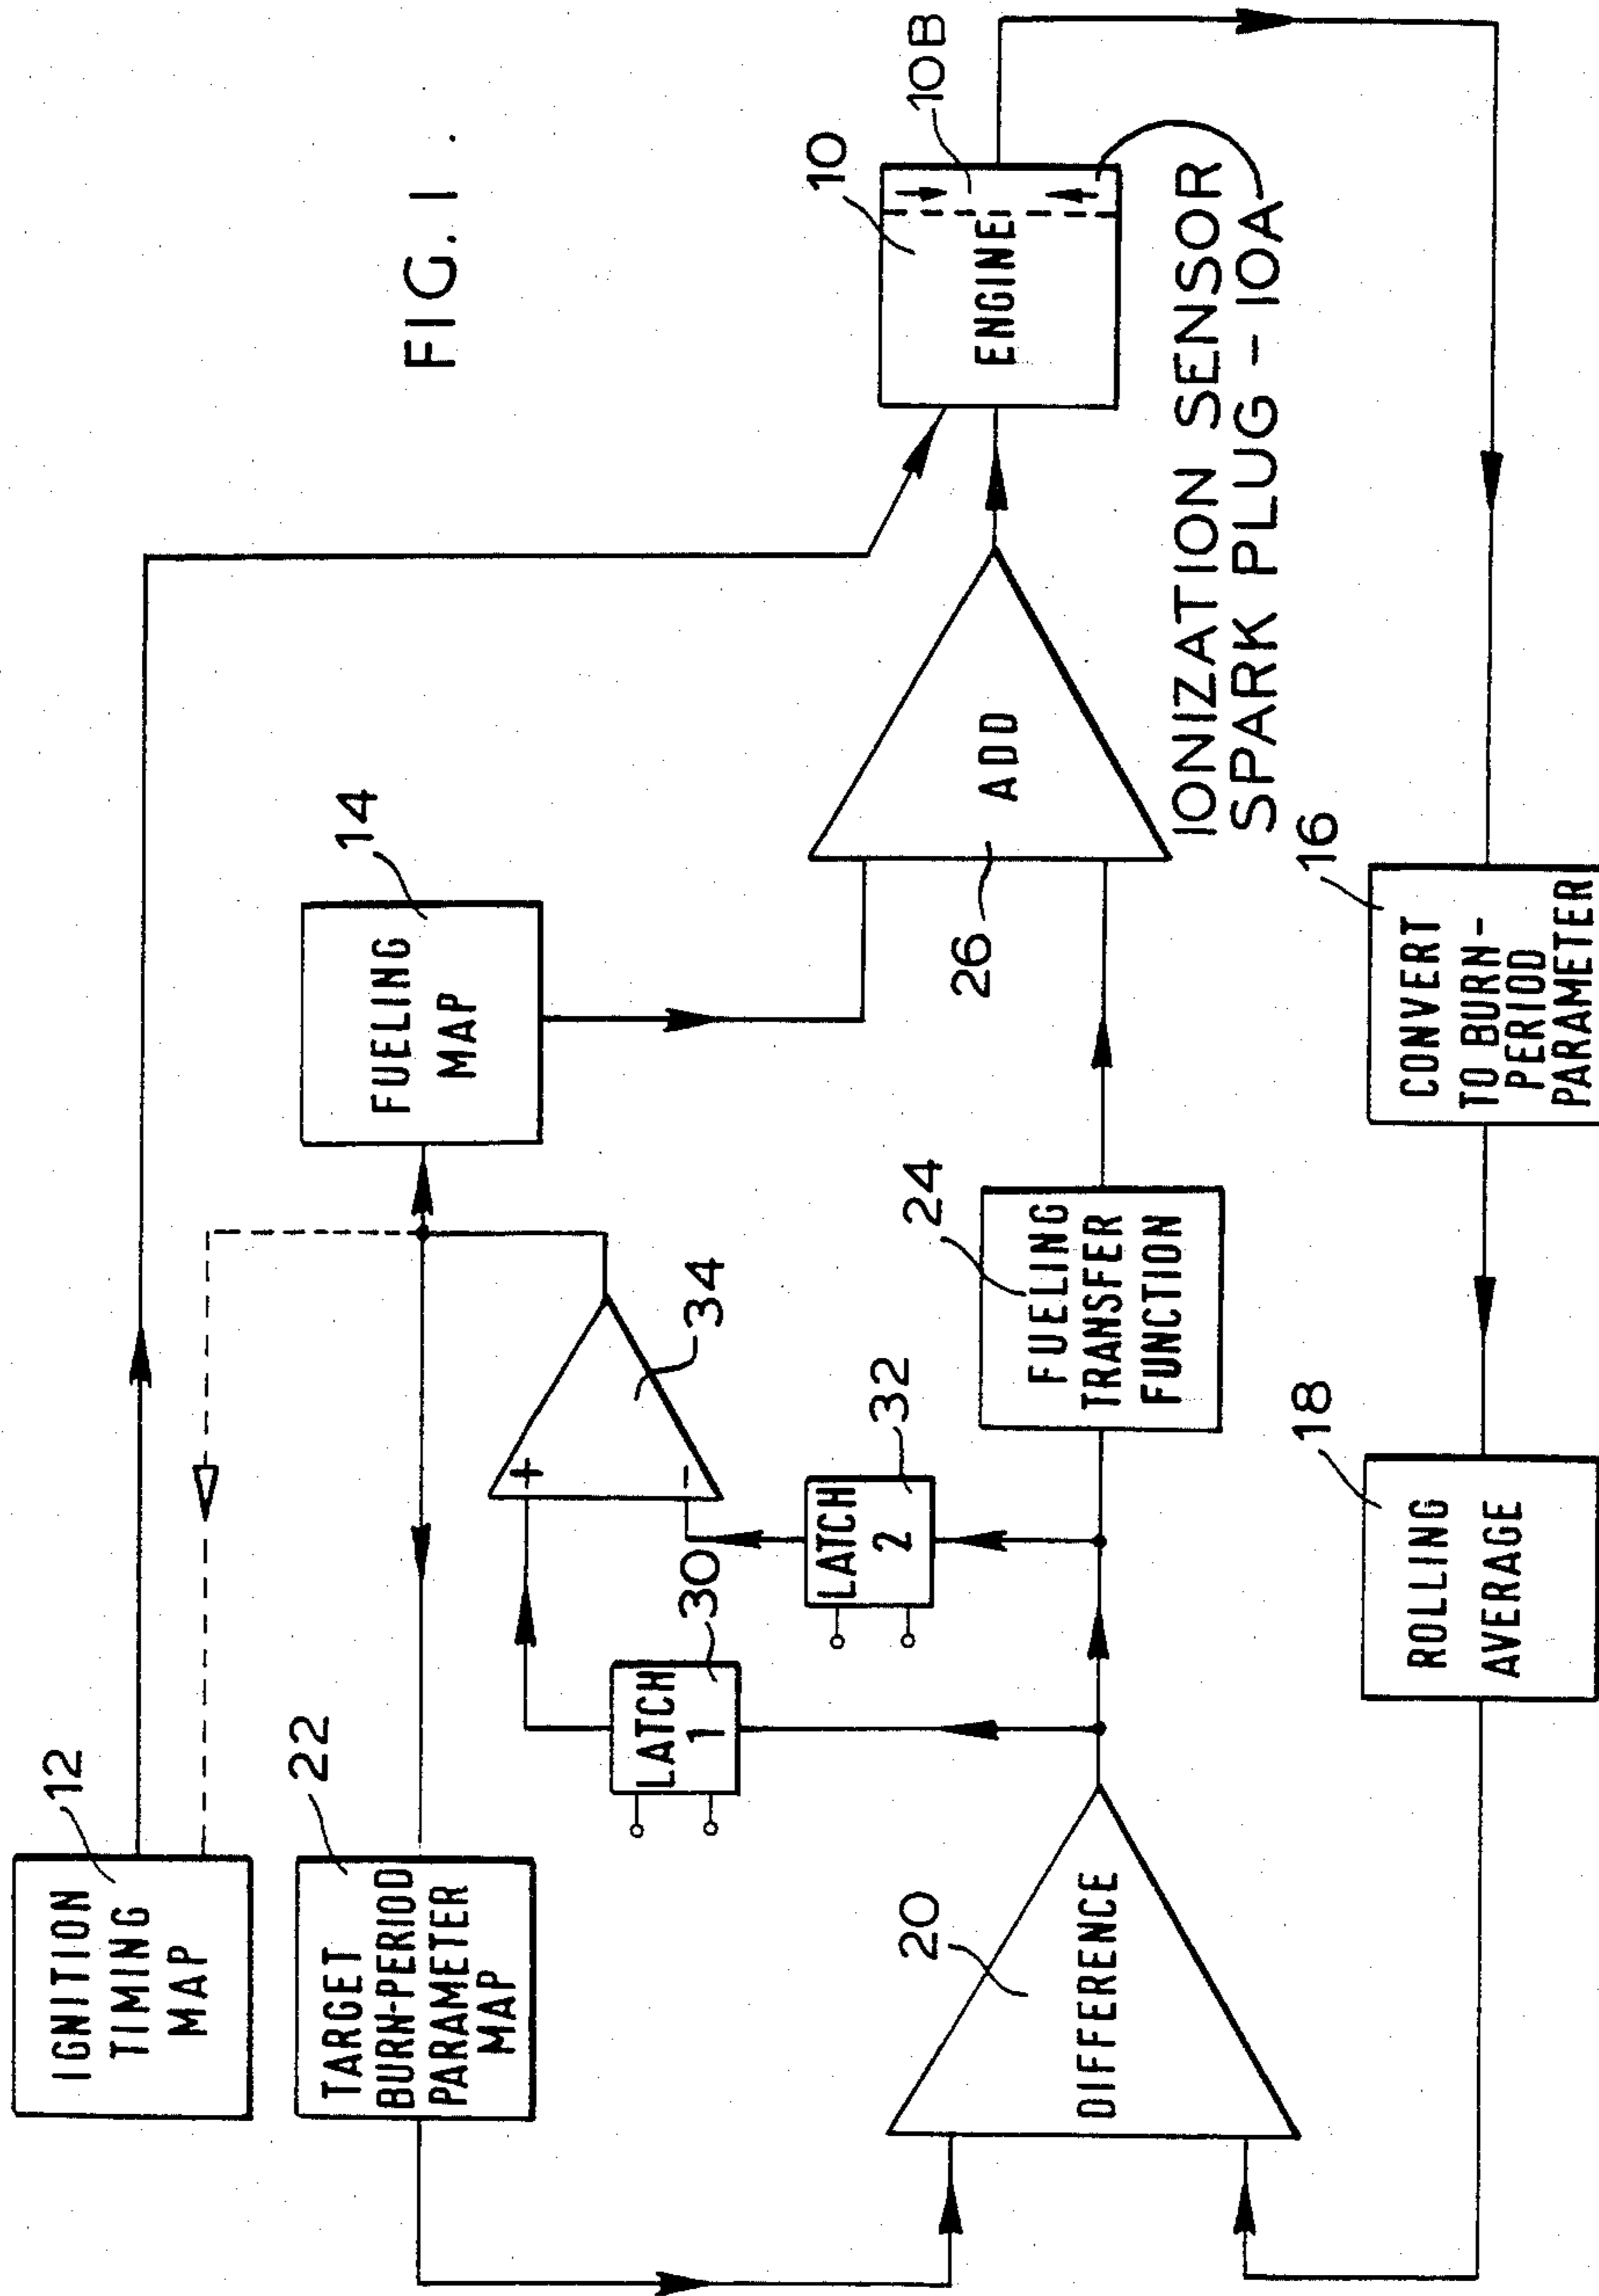 FIG. 1.
12
IGNITION
TIMING
MAP
22
TARGET
BURN-PERIOD
PARAMETER
MAP
14
FUELING
MAP
34
+
-
30
LATCH
1
32
LATCH
2
10
10B
ENGINE
26
ADD
IONIZATION SENSOR
SPARK PLUG - 10A
20
DIFFERENCE
24
FUELING
TRANSFER
FUNCTION
18
ROLLING
AVERAGE
16
CONVERT
TO BURN-
PERIOD
PARAMETER